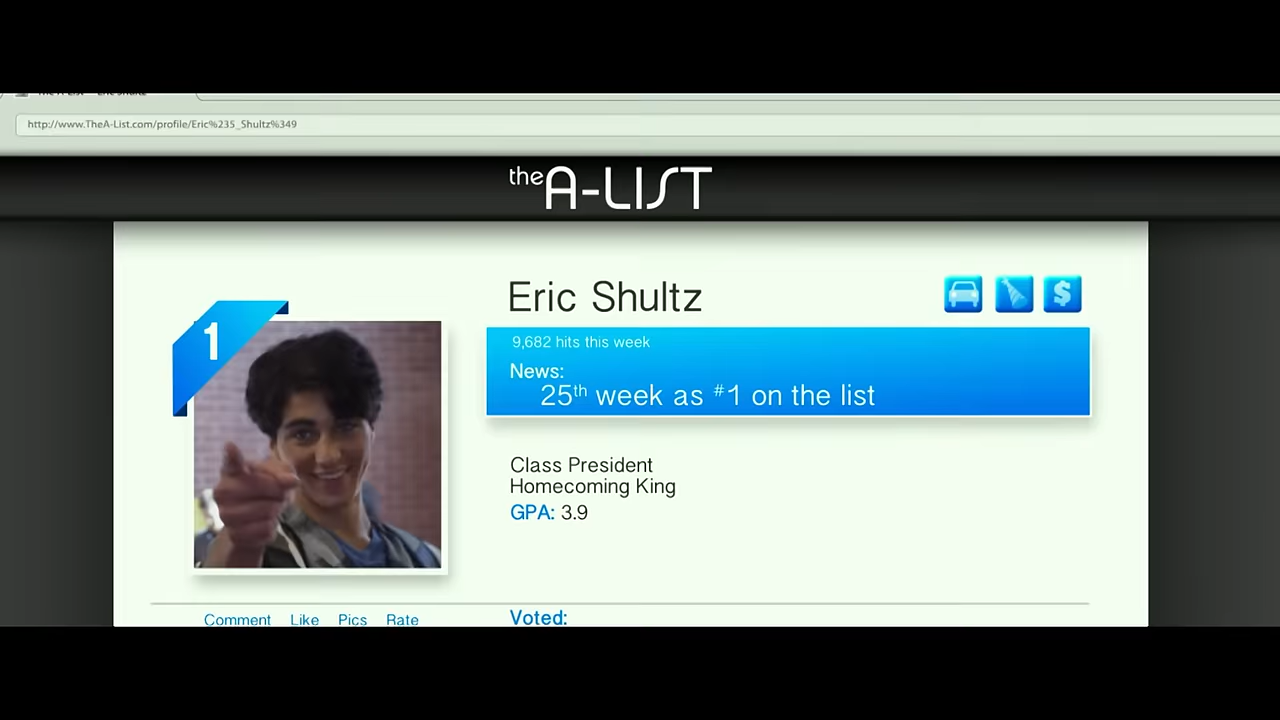 http://www.TheA-List.com/profile/Eric%235_Shultz%349
the A-LIST
Eric Shultz
$
1
9,682 hits this week
News:
25th week as #1 on the list
Class President
Homecoming King
GPA: 3.9
Comment Like Pics Rate
Voted: